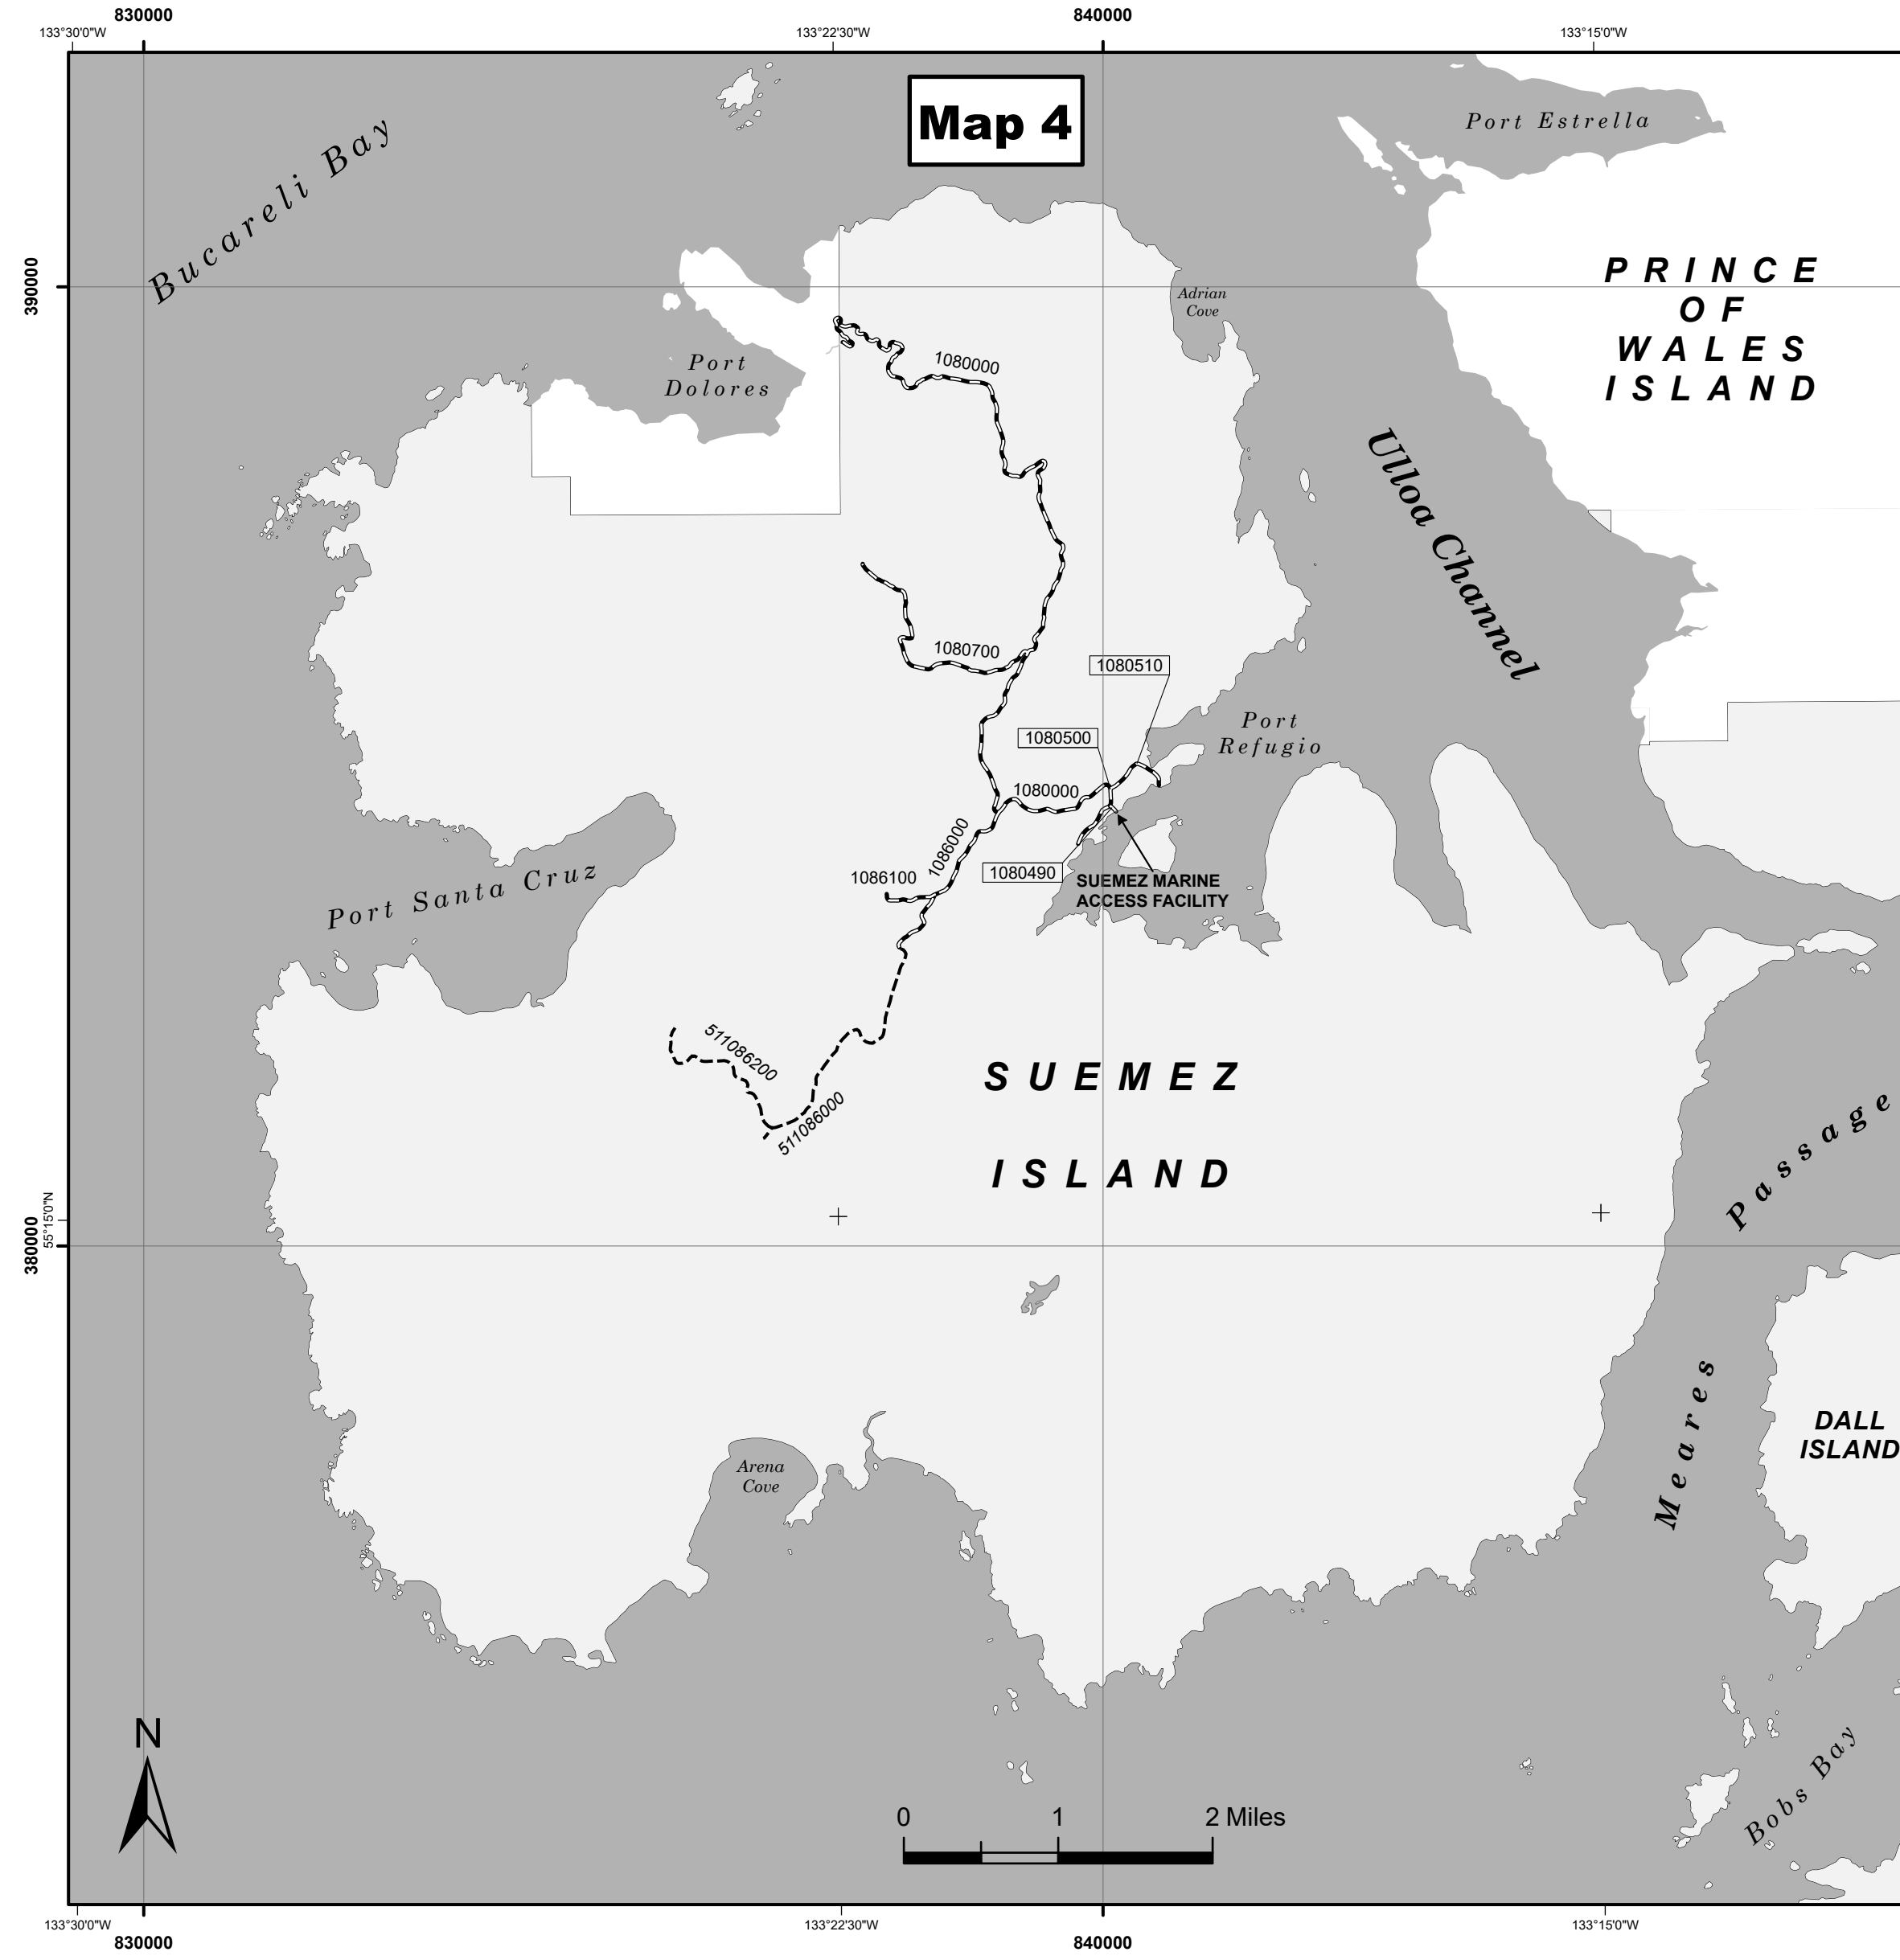 830000
840000
133°30'0"W
133°22'30"W
133°15'0"W
Map 4
Port Estrella
Bucareli Bay
390000
PRINCE
OF
WALES
ISLAND
Adrian
Cove
Port
Dolores
1080000
Ulloa Channel
1080700
1080510
Port
Refugio
1080500
1080000
1086000
1080490
1086100
SUEMEZ MARINE
ACCESS FACILITY
Port Santa Cruz
511086200
511086000
SUEMEZ
ISLAND
Meares Passage
380000
55°15'0"N
DALL
ISLAND
Arena
Cove
N
Bobs Bay
0 1 2 Miles
133°30'0"W
133°22'30"W
133°15'0"W
830000
840000